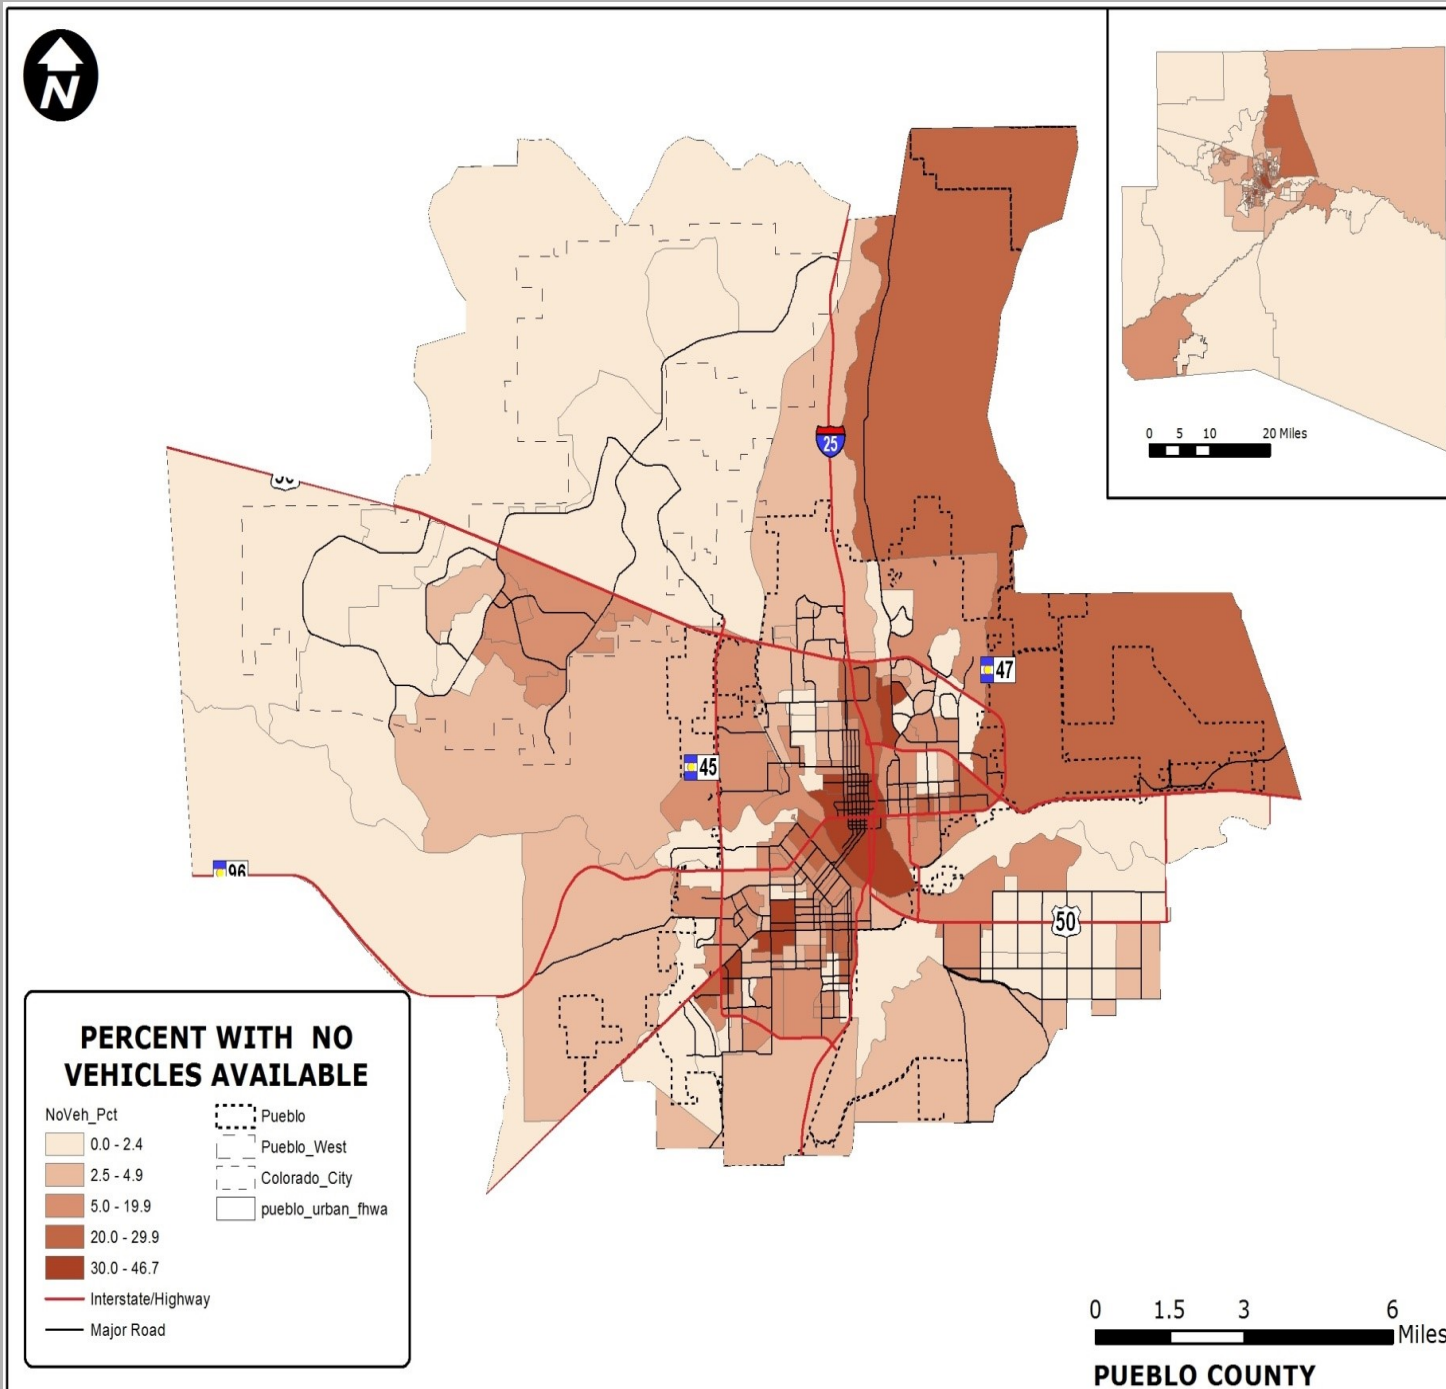 N
0 5 10 20 Miles
25
47
45
96
50
PERCENT WITH NO
VEHICLES AVAILABLE
NoVeh_Pct
0.0 - 2.4
2.5 - 4.9
5.0 - 19.9
20.0 - 29.9
30.0 - 46.7
Interstate/Highway
Major Road
Pueblo
Pueblo_West
Colorado_City
pueblo_urban_fhwa
0 1.5 3 6
Miles
PUEBLO COUNTY